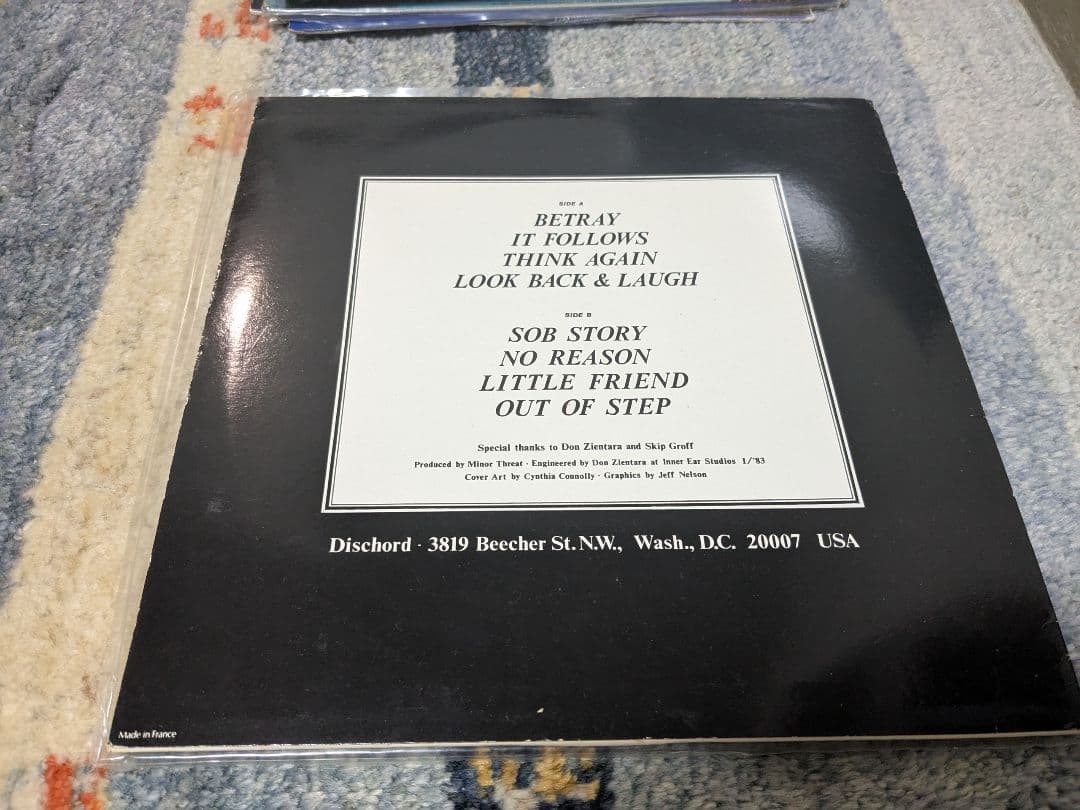 SIDE A
BETRAY
IT FOLLOWS
THINK AGAIN
LOOK BACK & LAUGH
SIDE B
SOB STORY
NO REASON
LITTLE FRIEND
OUT OF STEP
Special thanks to Don Zientara and Skip Groff
Produced by Minor Threat · Engineered by Don Zientara at Inner Ear Studios 1/'83
Cover Art by Cynthia Connolly · Graphics by Jeff Nelson
Dischord · 3819 Beecher St. N.W., Wash., D.C. 20007 USA
Made in France